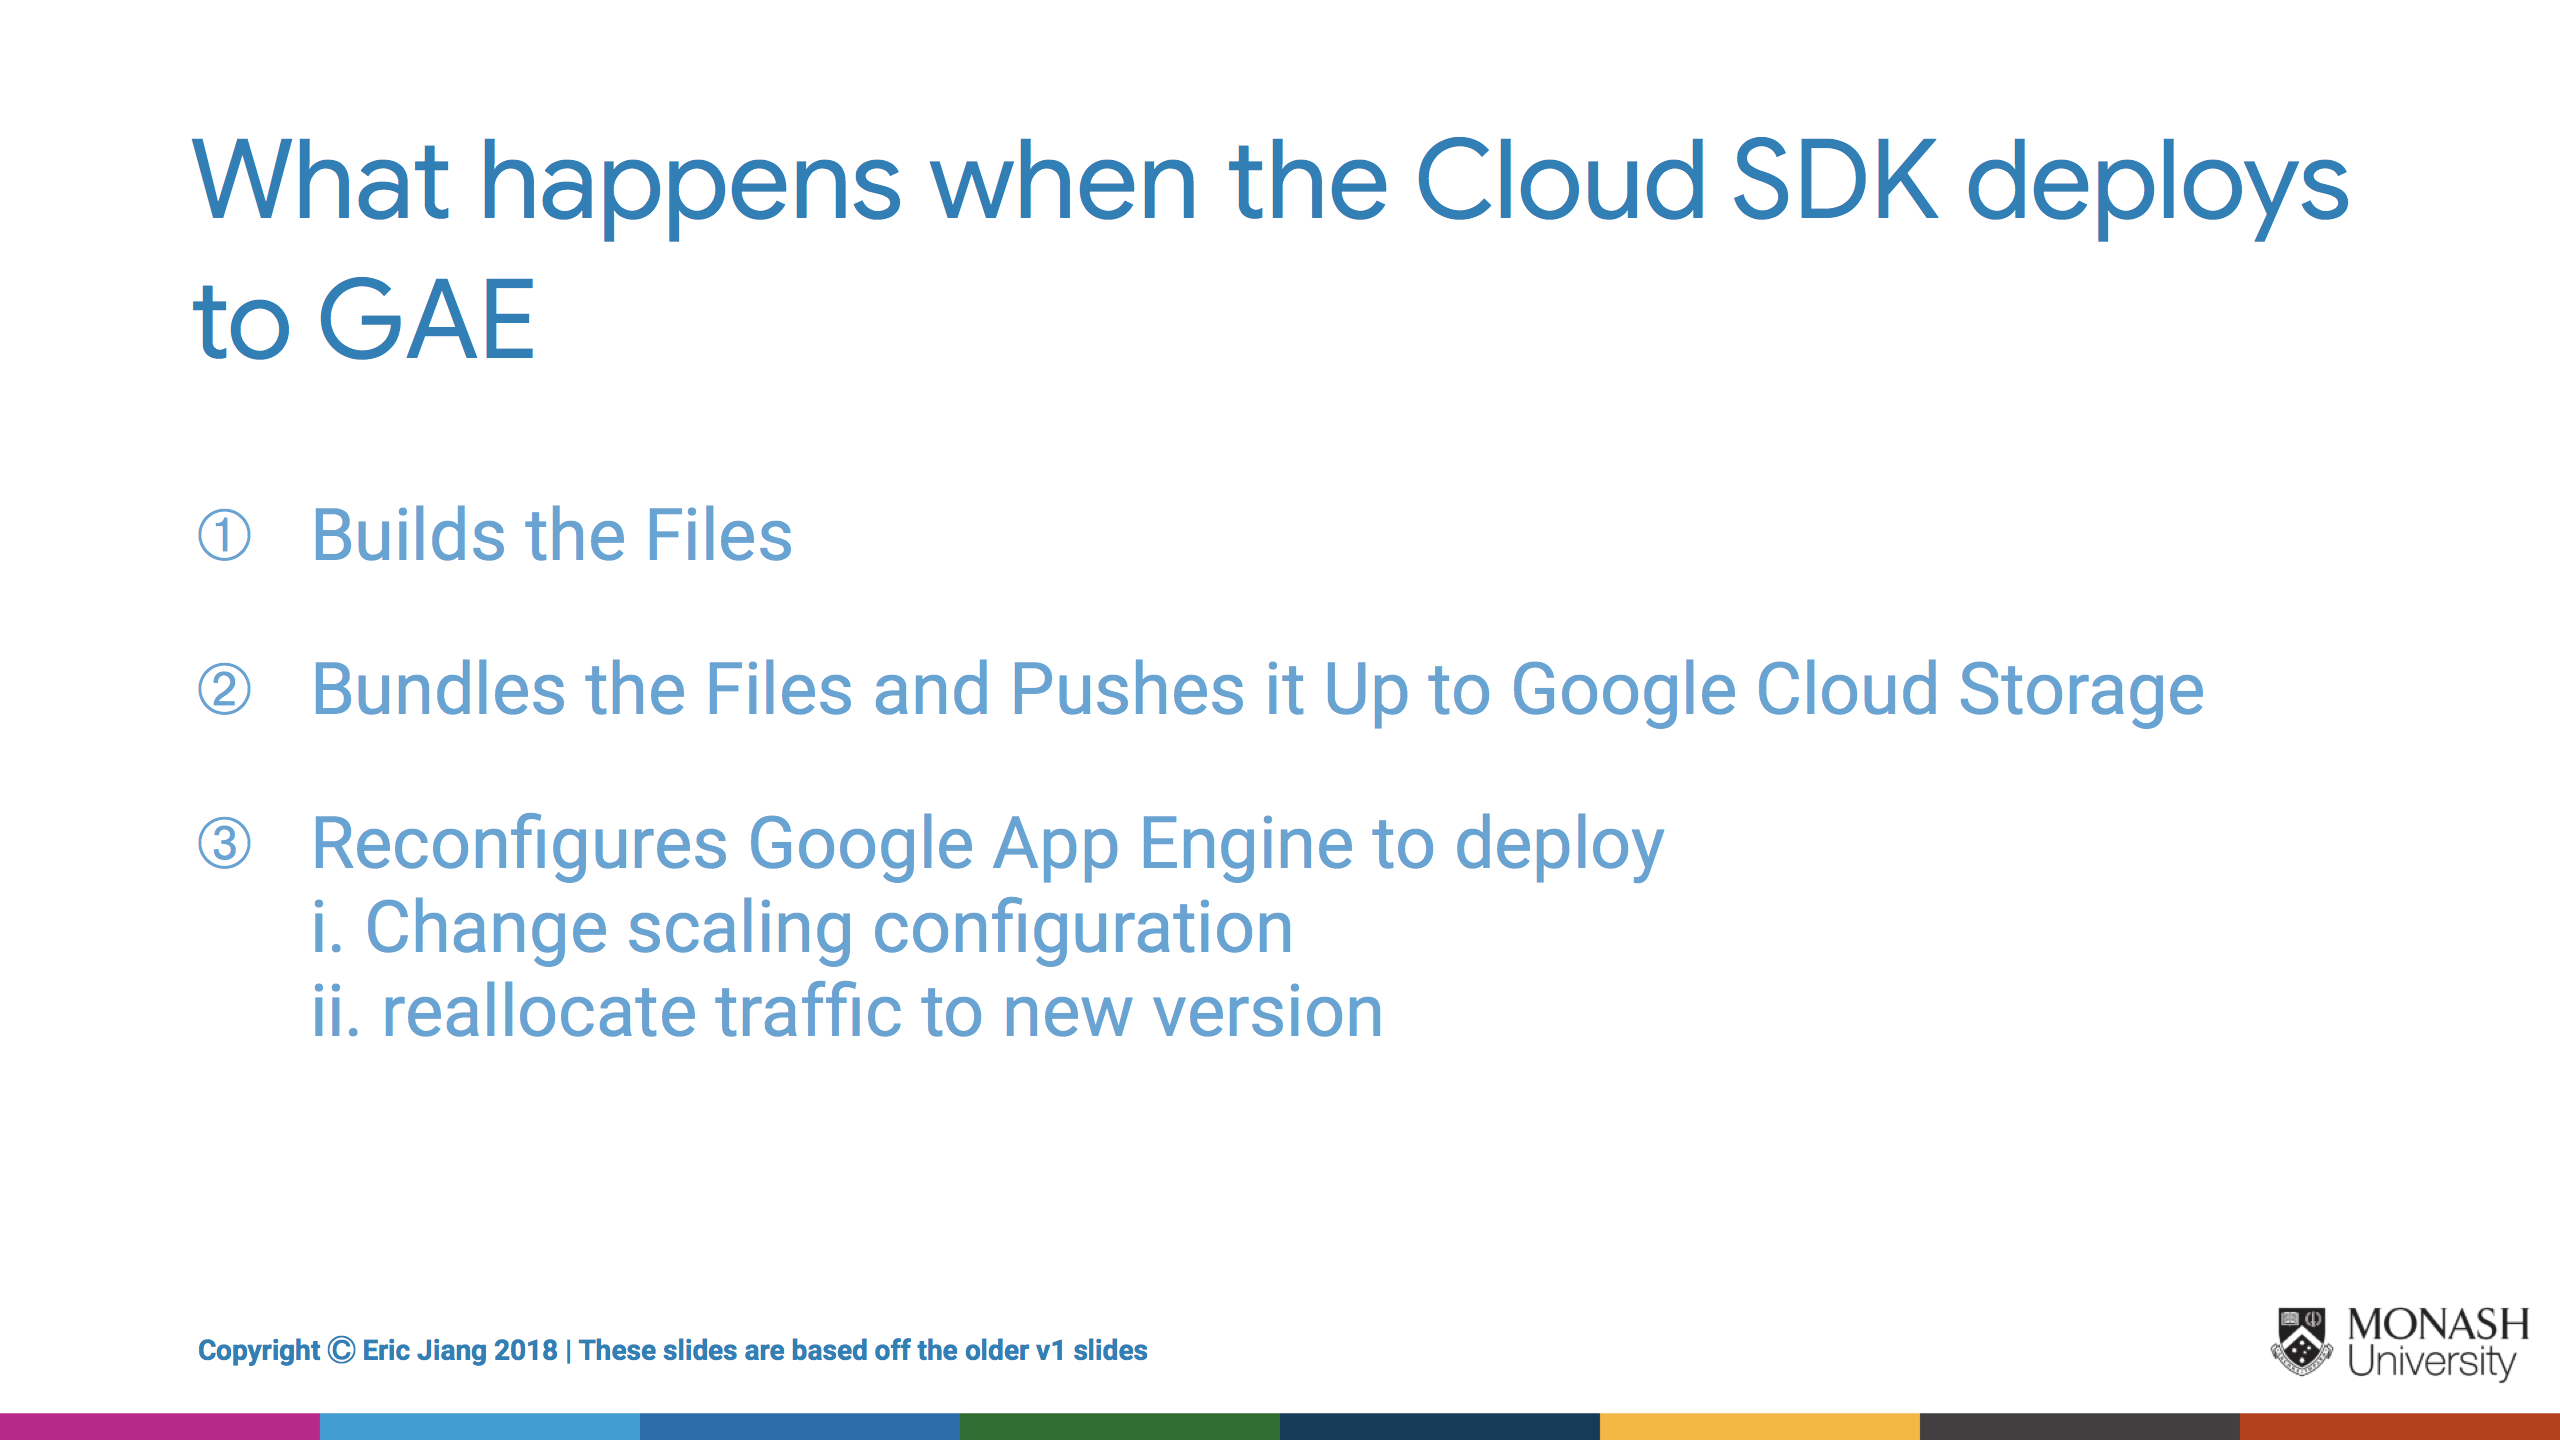 What happens when the Cloud SDK deploys
to GAE
① Builds the Files
② Bundles the Files and Pushes it Up to Google Cloud Storage
③ Reconfigures Google App Engine to deploy
i. Change scaling configuration
ii. reallocate traffic to new version
Copyright Ⓒ Eric Jiang 2018 | These slides are based off the older v1 slides
MONASH
University